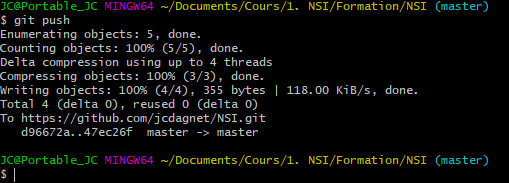 JC@Portable_JC MINGW64 ~/Documents/Cours/1. NSI/Formation/NSI (master)
$ git push
Enumerating objects: 5, done.
Counting objects: 100% (5/5), done.
Delta compression using up to 4 threads
Compressing objects: 100% (3/3), done.
Writing objects: 100% (4/4), 355 bytes | 118.00 KiB/s, done.
Total 4 (delta 0), reused 0 (delta 0)
To https://github.com/jcdagnet/NSI.git
   d96672a..47ec26f  master -> master

JC@Portable_JC MINGW64 ~/Documents/Cours/1. NSI/Formation/NSI (master)
$